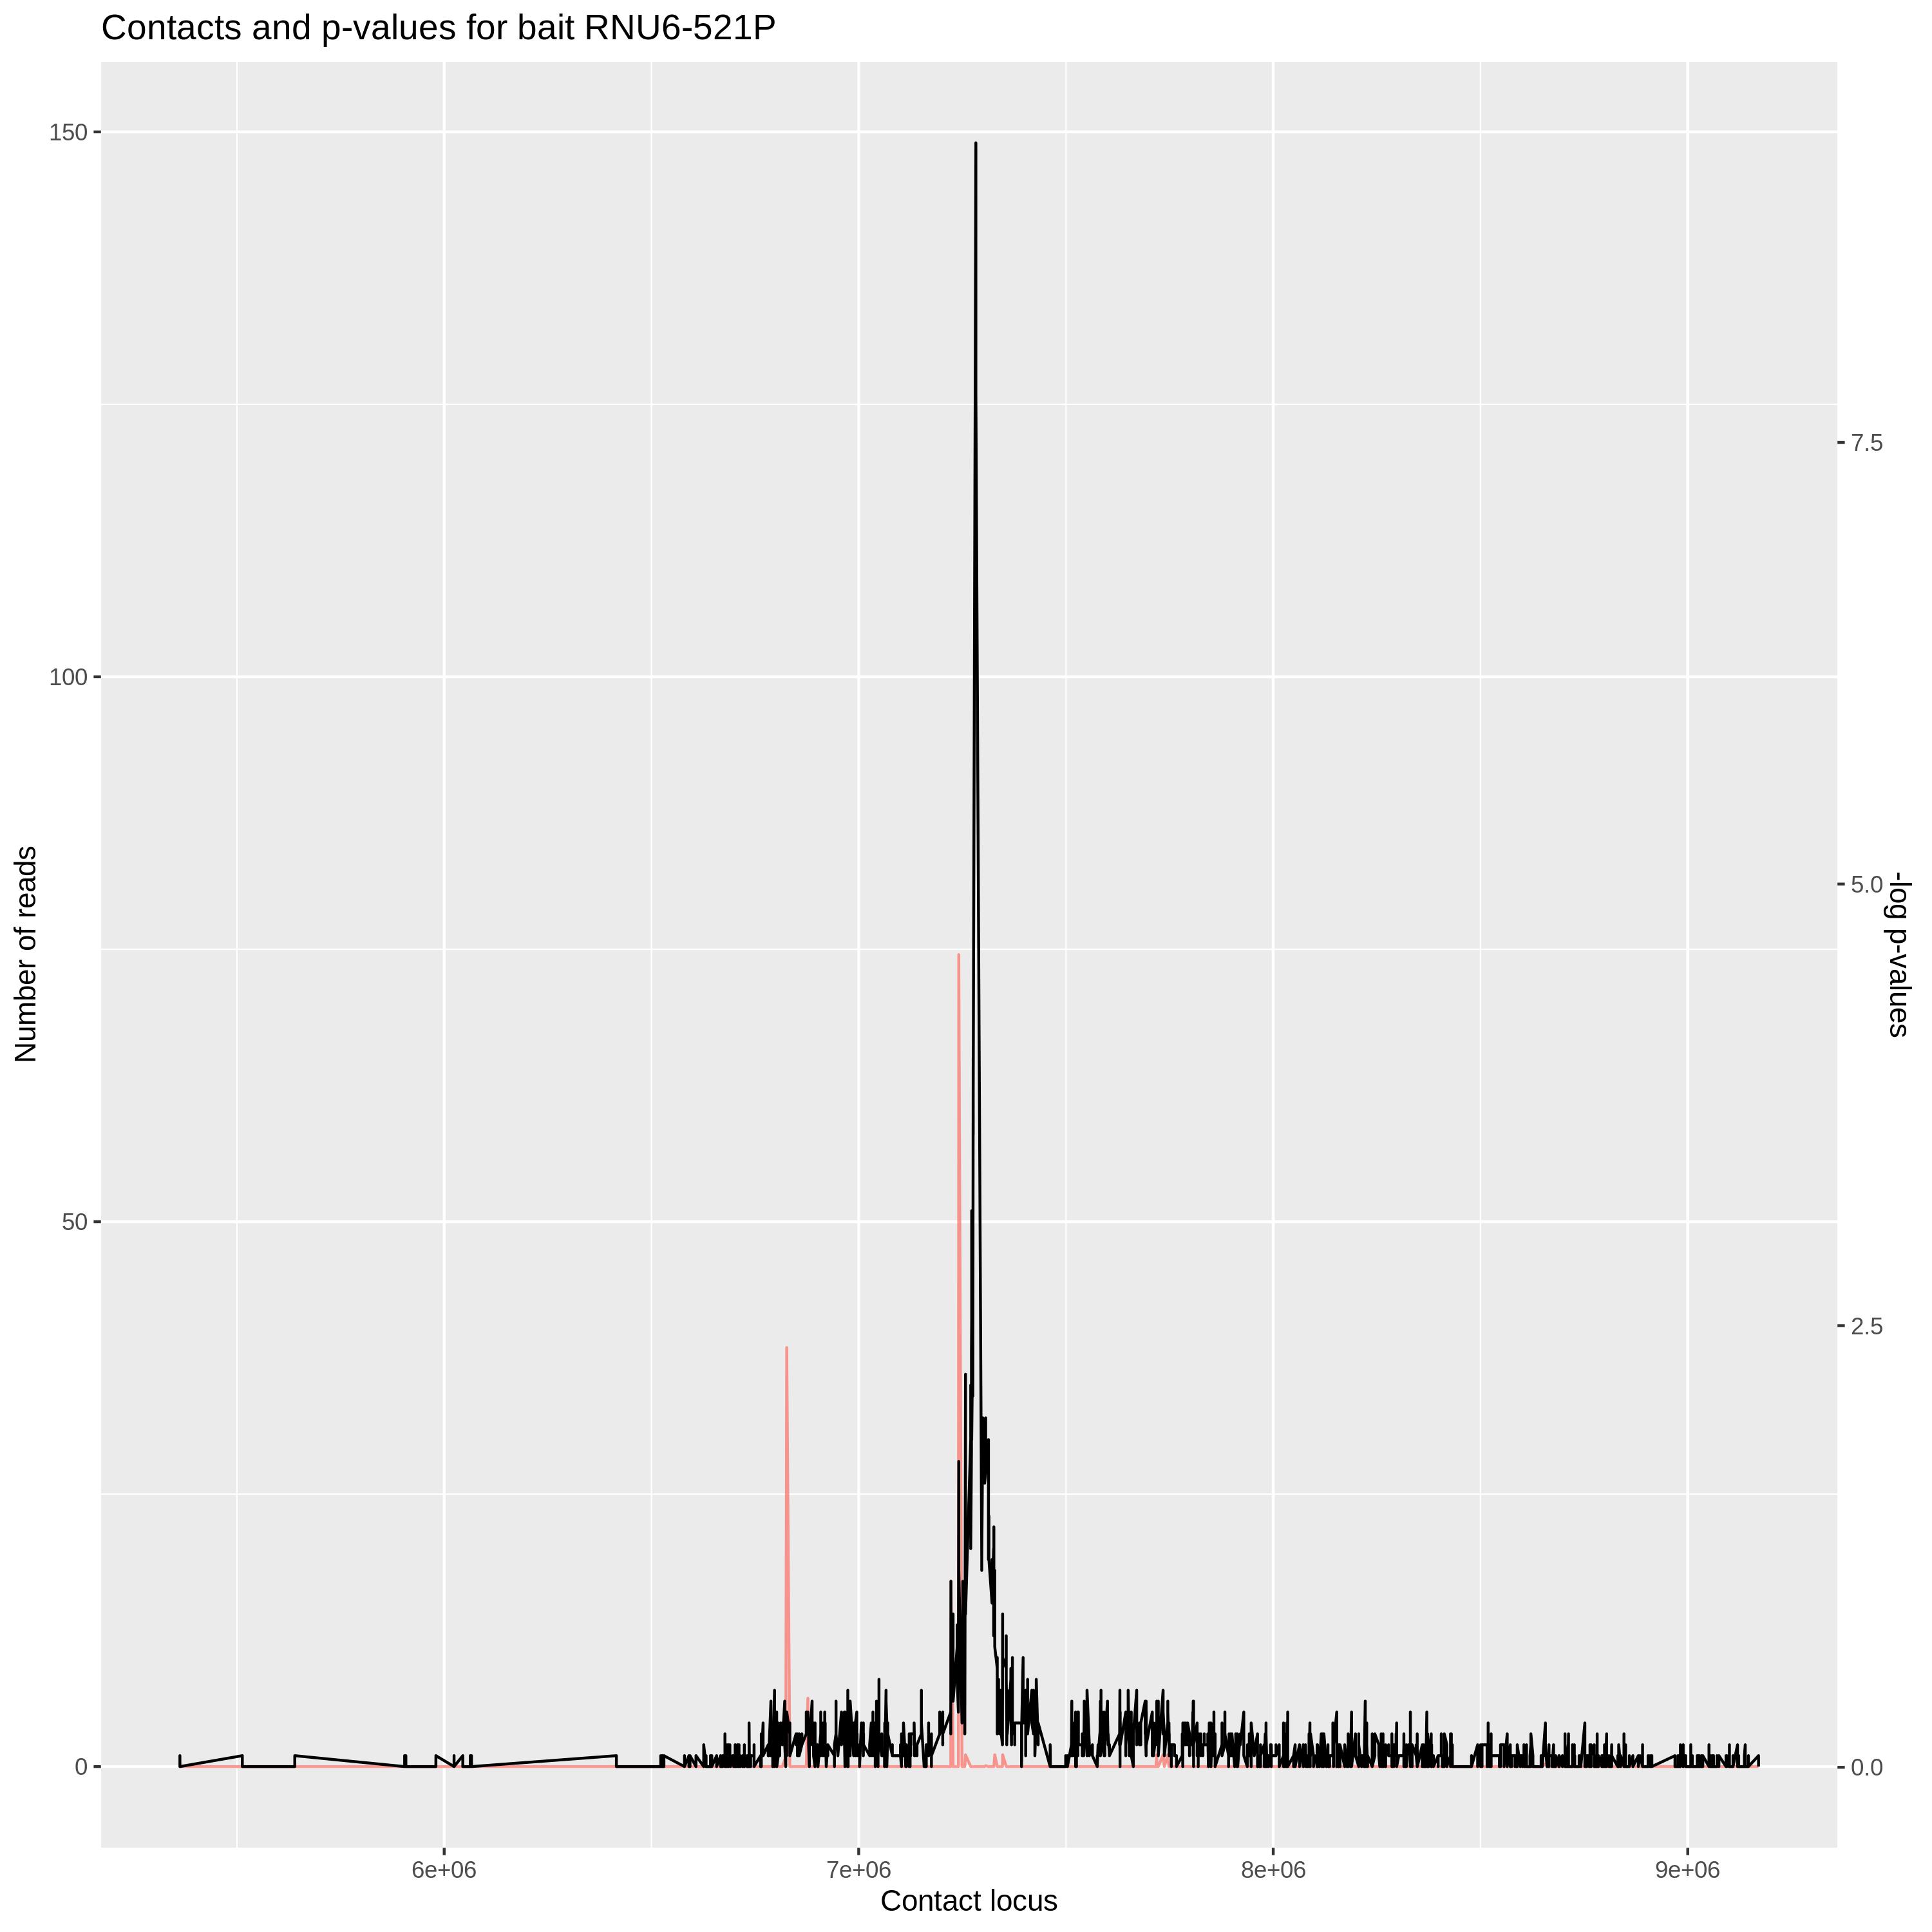 Contacts and p-values for bait RNU6-521P
150
100
50
0
Number of reads
7.5
5.0
2.5
0.0
-log p-values
6e+06
7e+06
8e+06
9e+06
Contact locus